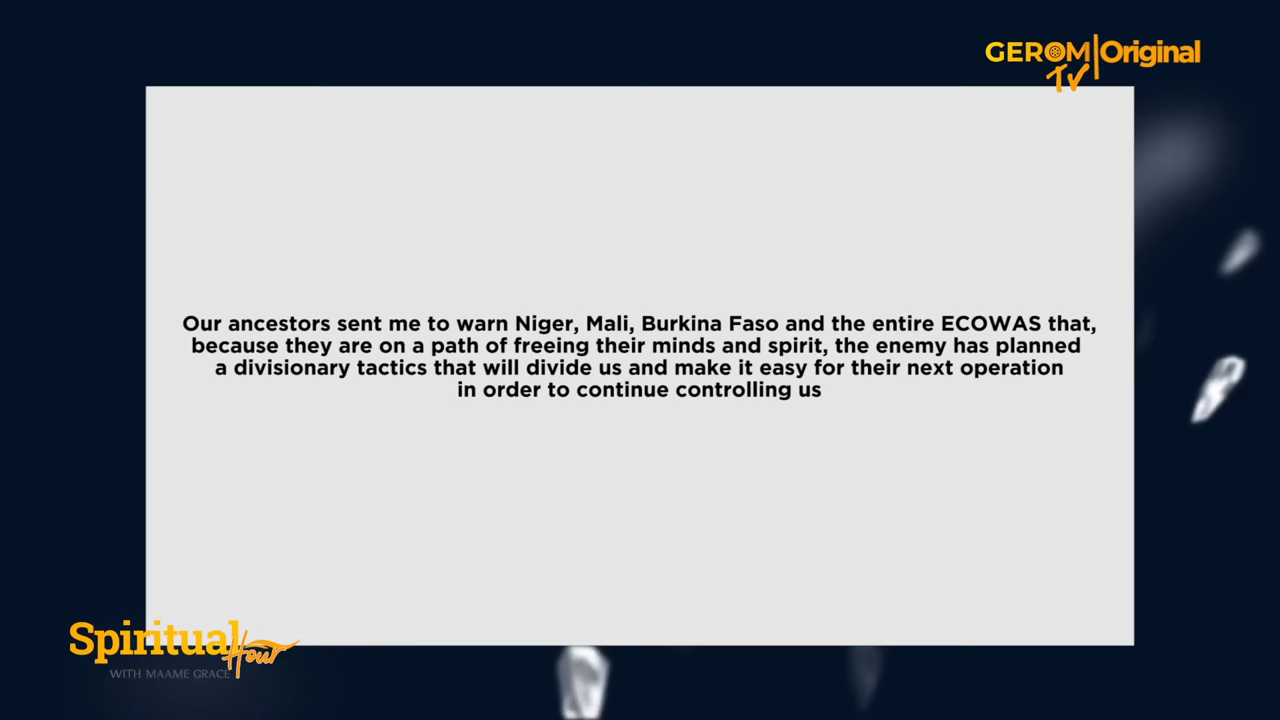 GEROM TV Original
Our ancestors sent me to warn Niger, Mali, Burkina Faso and the entire ECOWAS that,
because they are on a path of freeing their minds and spirit, the enemy has planned
a divisionary tactics that will divide us and make it easy for their next operation
in order to continue controlling us
Spiritual Hour
WITH MAAME GRACE